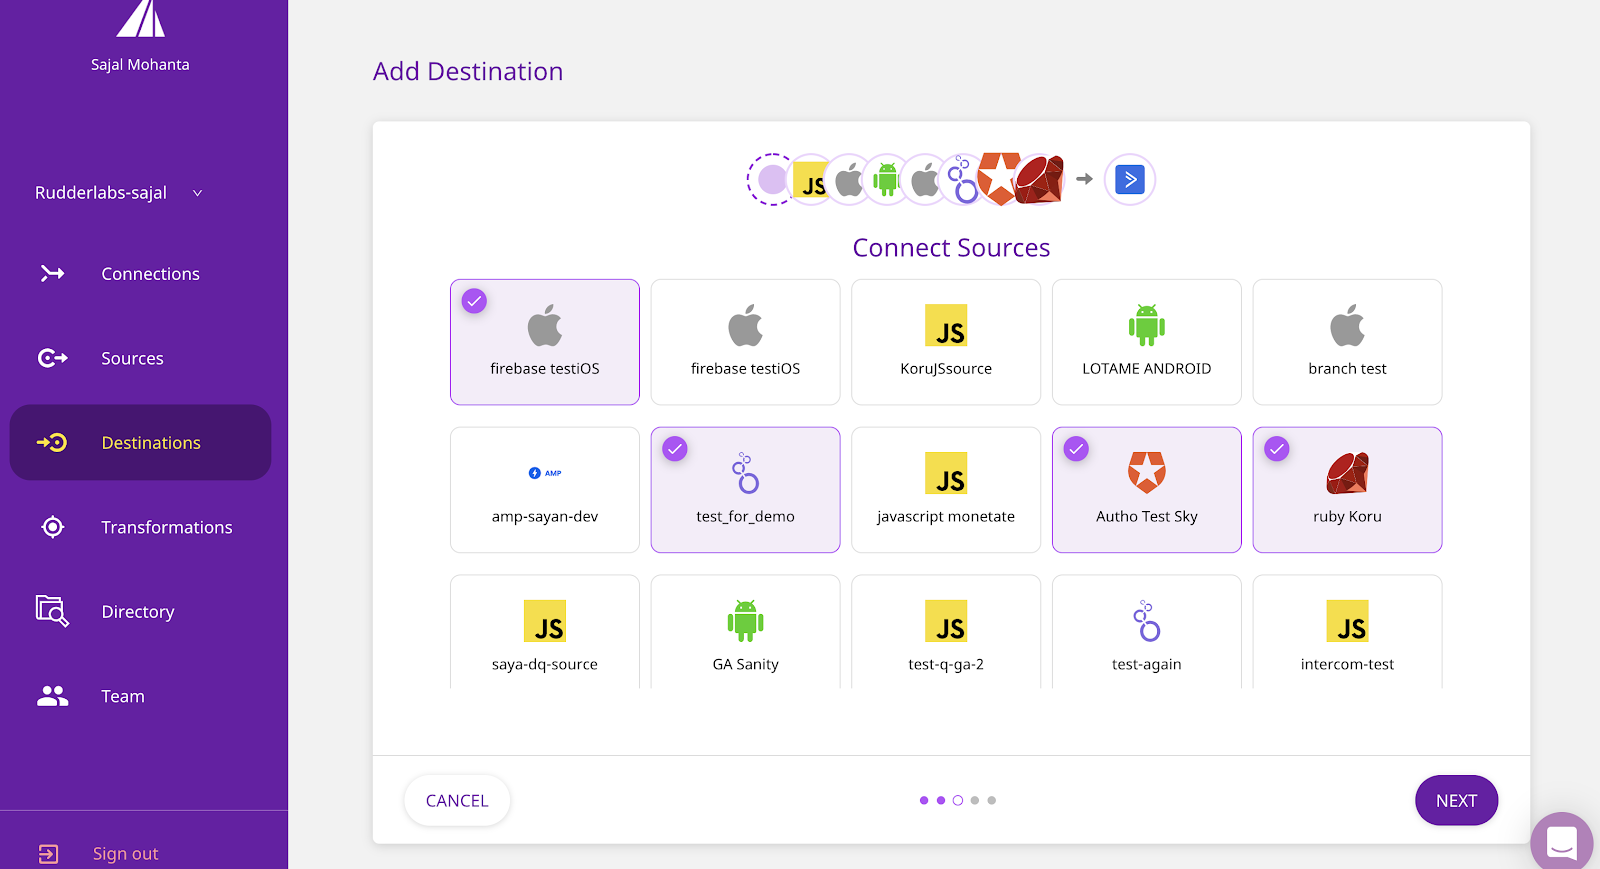 Sajal Mohanta
Rudderlabs-sajal
Connections
Sources
Destinations
Transformations
Directory
Team
Sign out
Add Destination
JS
Connect Sources
firebase testiOS
firebase testiOS
JS
KoruJSsource
LOTAME ANDROID
branch test
AMP
amp-sayan-dev
test_for_demo
JS
javascript monetate
Autho Test Sky
ruby Koru
JS
saya-dq-source
GA Sanity
JS
test-q-ga-2
test-again
JS
intercom-test
CANCEL
NEXT